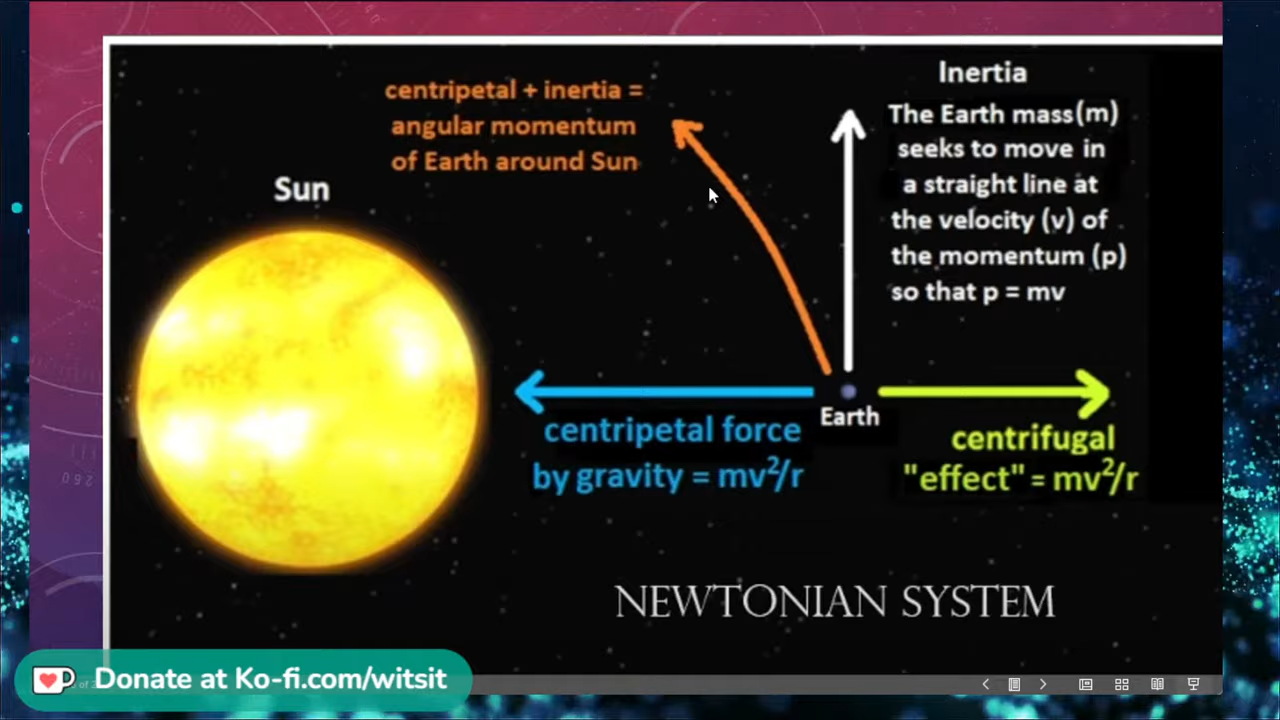 centripetal + inertia =
angular momentum
of Earth around Sun
Sun
Inertia
The Earth mass(m)
seeks to move in
a straight line at
the velocity (v) of
the momentum (p)
so that p = mv
Earth
centripetal force
by gravity = mv²/r
centrifugal
"effect" = mv²/r
NEWTONIAN SYSTEM
Donate at Ko-fi.com/witsit
260